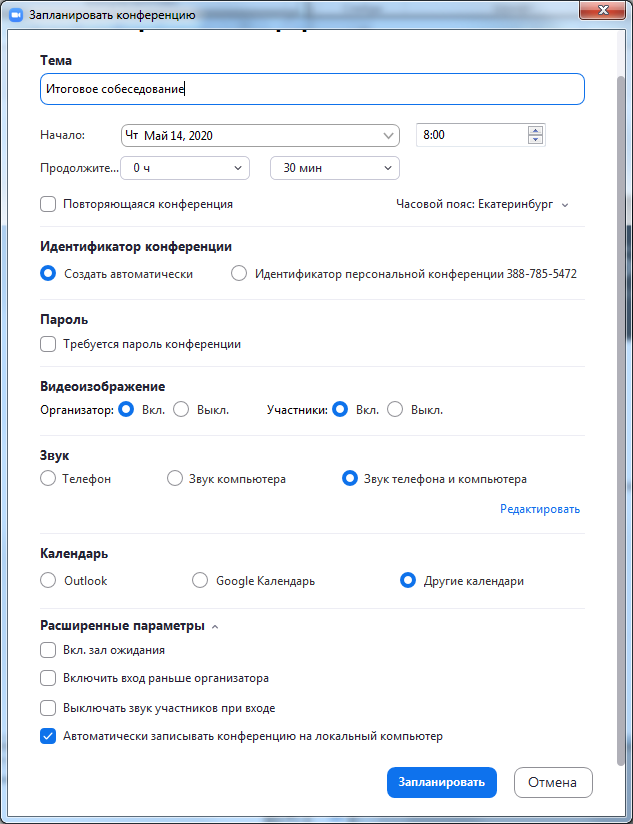 Запланировать конференцию
Тема
Итоговое собеседование
Начало: Чт Май 14, 2020 8:00
Продолжите... 0 ч 30 мин
Повторяющаяся конференция Часовой пояс: Екатеринбург
Идентификатор конференции
Создать автоматически Идентификатор персональной конференции 388-785-5472
Пароль
Требуется пароль конференции
Видеоизображение
Организатор: Вкл. Выкл. Участники: Вкл. Выкл.
Звук
Телефон Звук компьютера Звук телефона и компьютера
Редактировать
Календарь
Outlook Google Календарь Другие календари
Расширенные параметры
Вкл. зал ожидания
Включить вход раньше организатора
Выключать звук участников при входе
Автоматически записывать конференцию на локальный компьютер
Запланировать Отмена